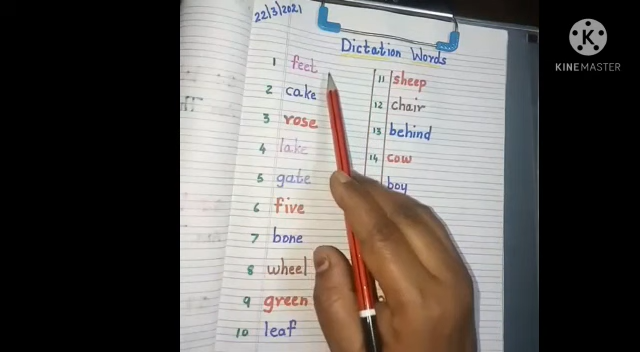 22/3/2021
Dictation Words
1 feet
2 cake
3 rose
4 lake
5 gate
6 five
7 bone
8 wheel
9 green
10 leaf
11 sheep
12 chair
13 behind
14 cow
boy
KINEMASTER